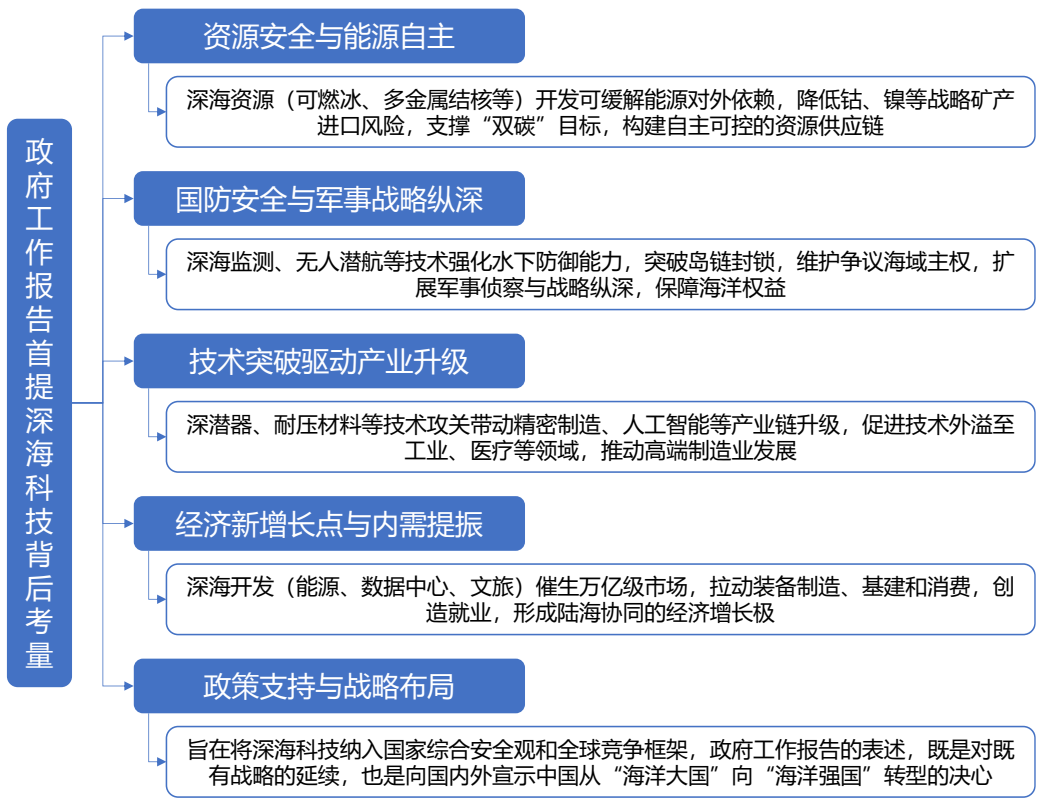 政府工作报告首提深海科技背后考量
资源安全与能源自主
深海资源（可燃冰、多金属结核等）开发可缓解能源对外依赖，降低钴、镍等战略矿产
进口风险，支撑“双碳”目标，构建自主可控的资源供应链
国防安全与军事战略纵深
深海监测、无人潜航等技术强化水下防御能力，突破岛链封锁，维护争议海域主权，扩
展军事侦察与战略纵深，保障海洋权益
技术突破驱动产业升级
深潜器、耐压材料等技术攻关带动精密制造、人工智能等产业链升级，促进技术外溢至
工业、医疗等领域，推动高端制造业发展
经济新增长点与内需提振
深海开发（能源、数据中心、文旅）催生万亿级市场，拉动装备制造、基建和消费，创
造就业，形成陆海协同的经济增长极
政策支持与战略布局
旨在将深海科技纳入国家综合安全观和全球竞争框架，政府工作报告的表述，既是对既
有战略的延续，也是向国内外宣示中国从“海洋大国”向“海洋强国”转型的决心